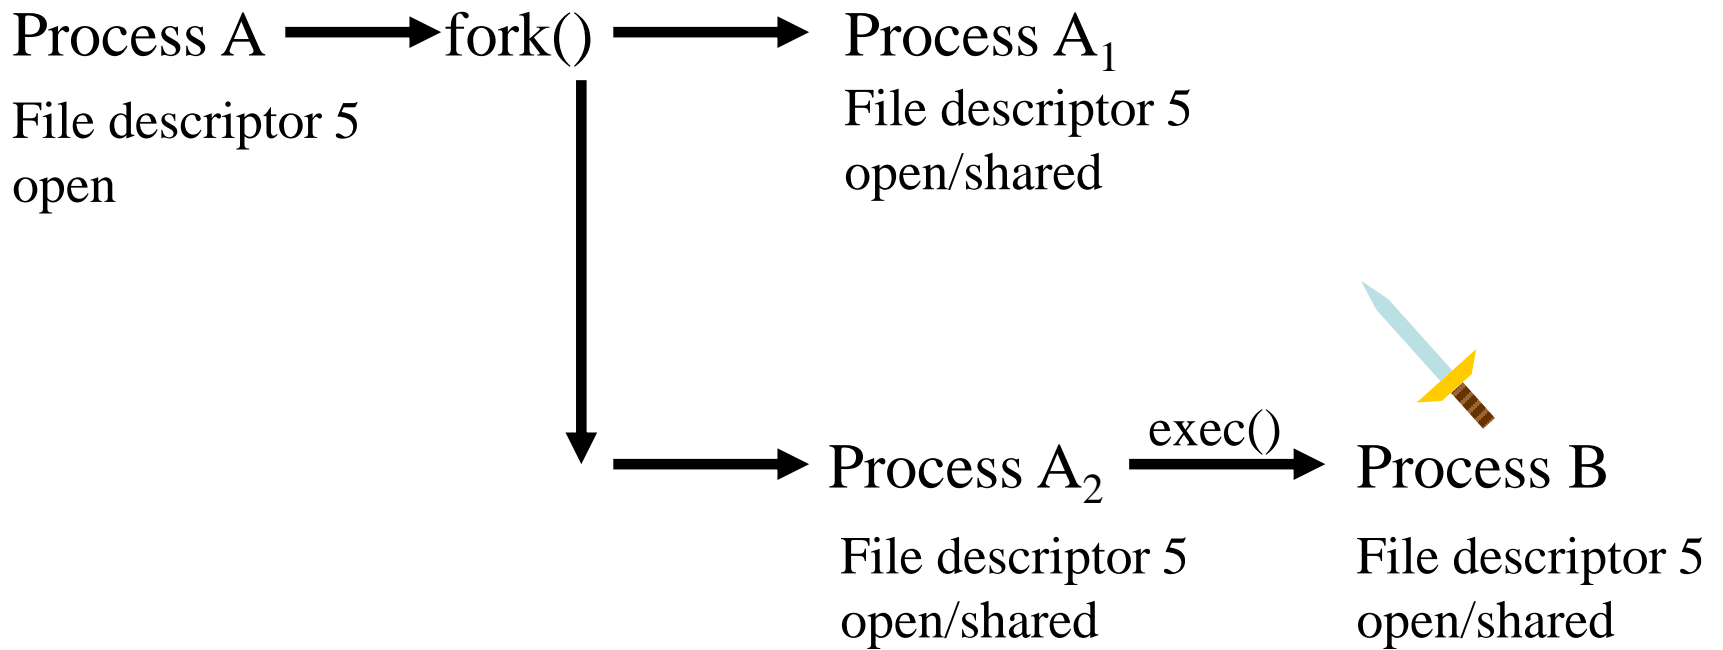 Process A fork() Process A₁
File descriptor 5
open
File descriptor 5
open/shared
exec()
Process A₂ Process B
File descriptor 5
open/shared
File descriptor 5
open/shared